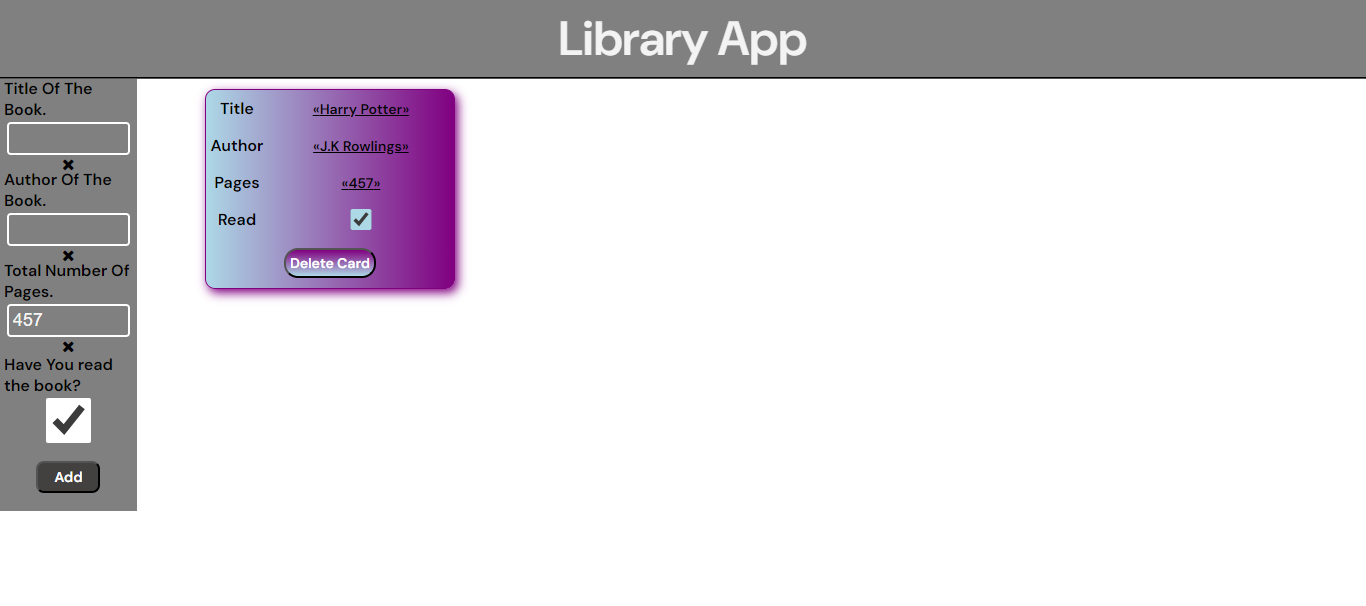 Library App
Title Of The
Book.
Author Of The
Book.
Total Number Of
Pages.
457
Have You read
the book?
Add
Title «Harry Potter»
Author «J.K Rowlings»
Pages «457»
Read
Delete Card